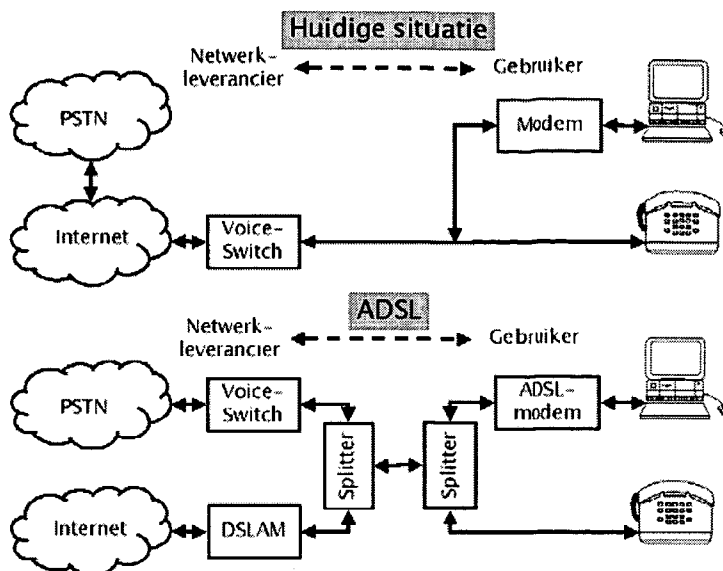 Huidige situatie
Netwerk-
leverancier
Gebruiker
PSTN
Modem
Internet
Voice-
Switch
ADSL
Netwerk-
leverancier
Gebruiker
PSTN
Voice-
Switch
ADSL-
modem
Splitter
Splitter
Internet
DSLAM